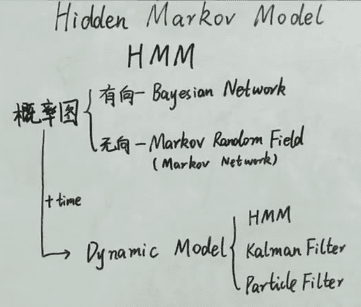 Hidden Markov Model
HMM
概率图
有向－Bayesian Network
无向－Markov Random Field
(Markov Network)
+time
Dynamic Model
HMM
Kalman Filter
Particle Filter